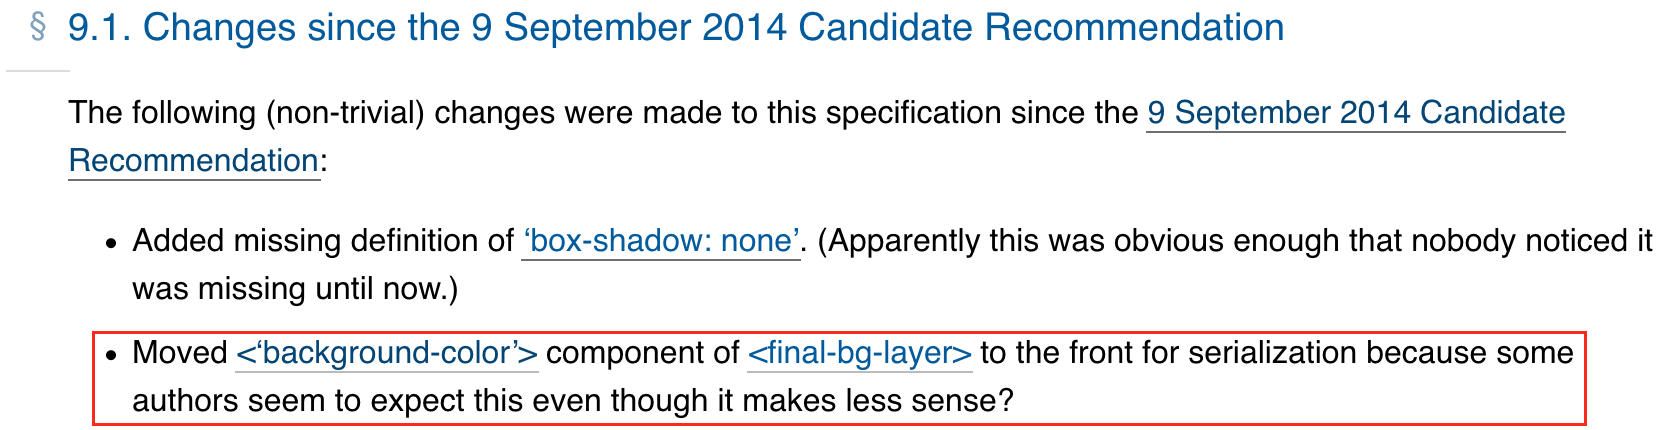 § 9.1. Changes since the 9 September 2014 Candidate Recommendation
The following (non-trivial) changes were made to this specification since the 9 September 2014 Candidate
Recommendation:
• Added missing definition of ‘box-shadow: none’. (Apparently this was obvious enough that nobody noticed it
was missing until now.)
• Moved <‘background-color’> component of <final-bg-layer> to the front for serialization because some
authors seem to expect this even though it makes less sense?